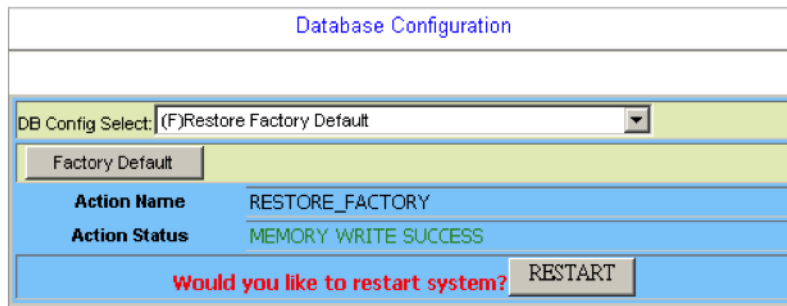 Database Configuration
DB Config Select: (F)Restore Factory Default
Factory Default
Action Name RESTORE_FACTORY
Action Status MEMORY WRITE SUCCESS
Would you like to restart system? RESTART